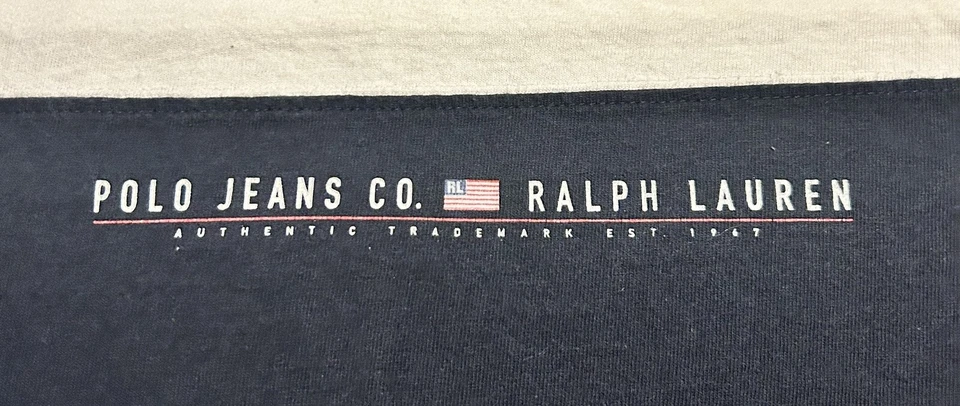 POLO JEANS CO. RL RALPH LAUREN
AUTHENTIC TRADEMARK EST. 1967